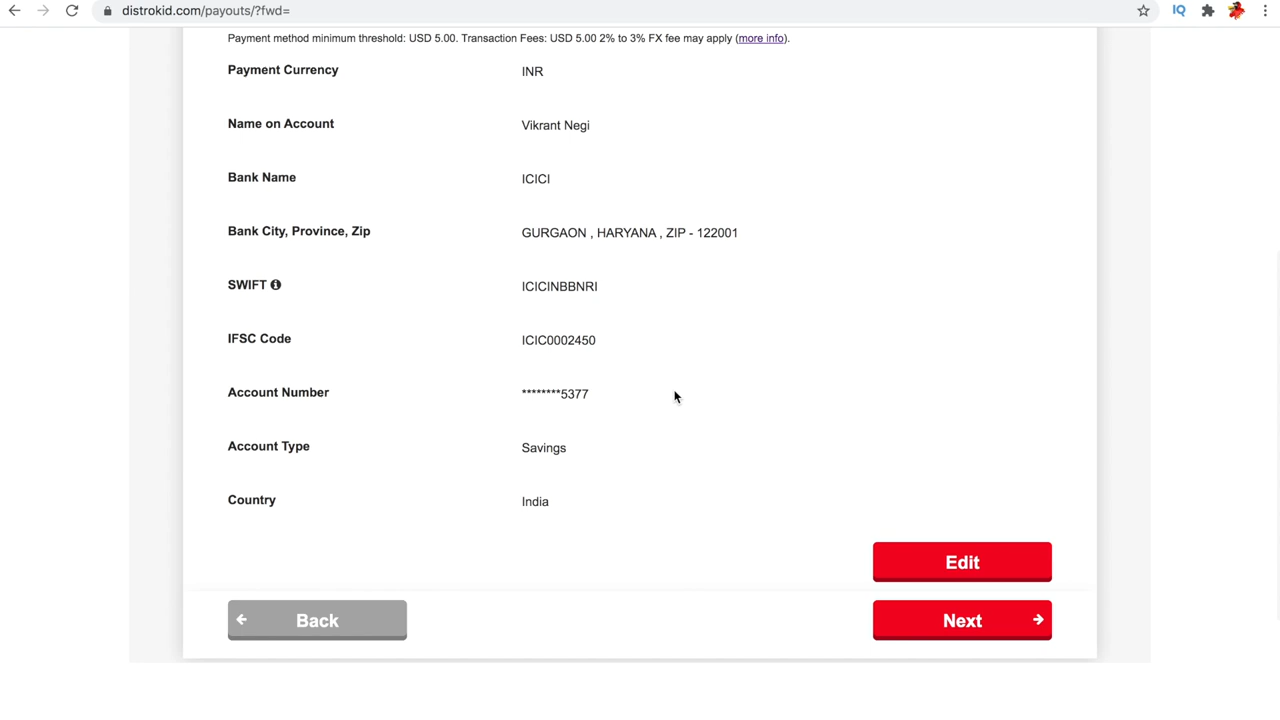 distrokid.com/payouts/?fwd=
IQ
Payment method minimum threshold: USD 5.00. Transaction Fees: USD 5.00 2% to 3% FX fee may apply (more info).
Payment Currency INR
Name on Account Vikrant Negi
Bank Name ICICI
Bank City, Province, Zip GURGAON , HARYANA , ZIP - 122001
SWIFT ICICINBBNRI
IFSC Code ICIC0002450
Account Number ********5377
Account Type Savings
Country India
Edit
Back Next